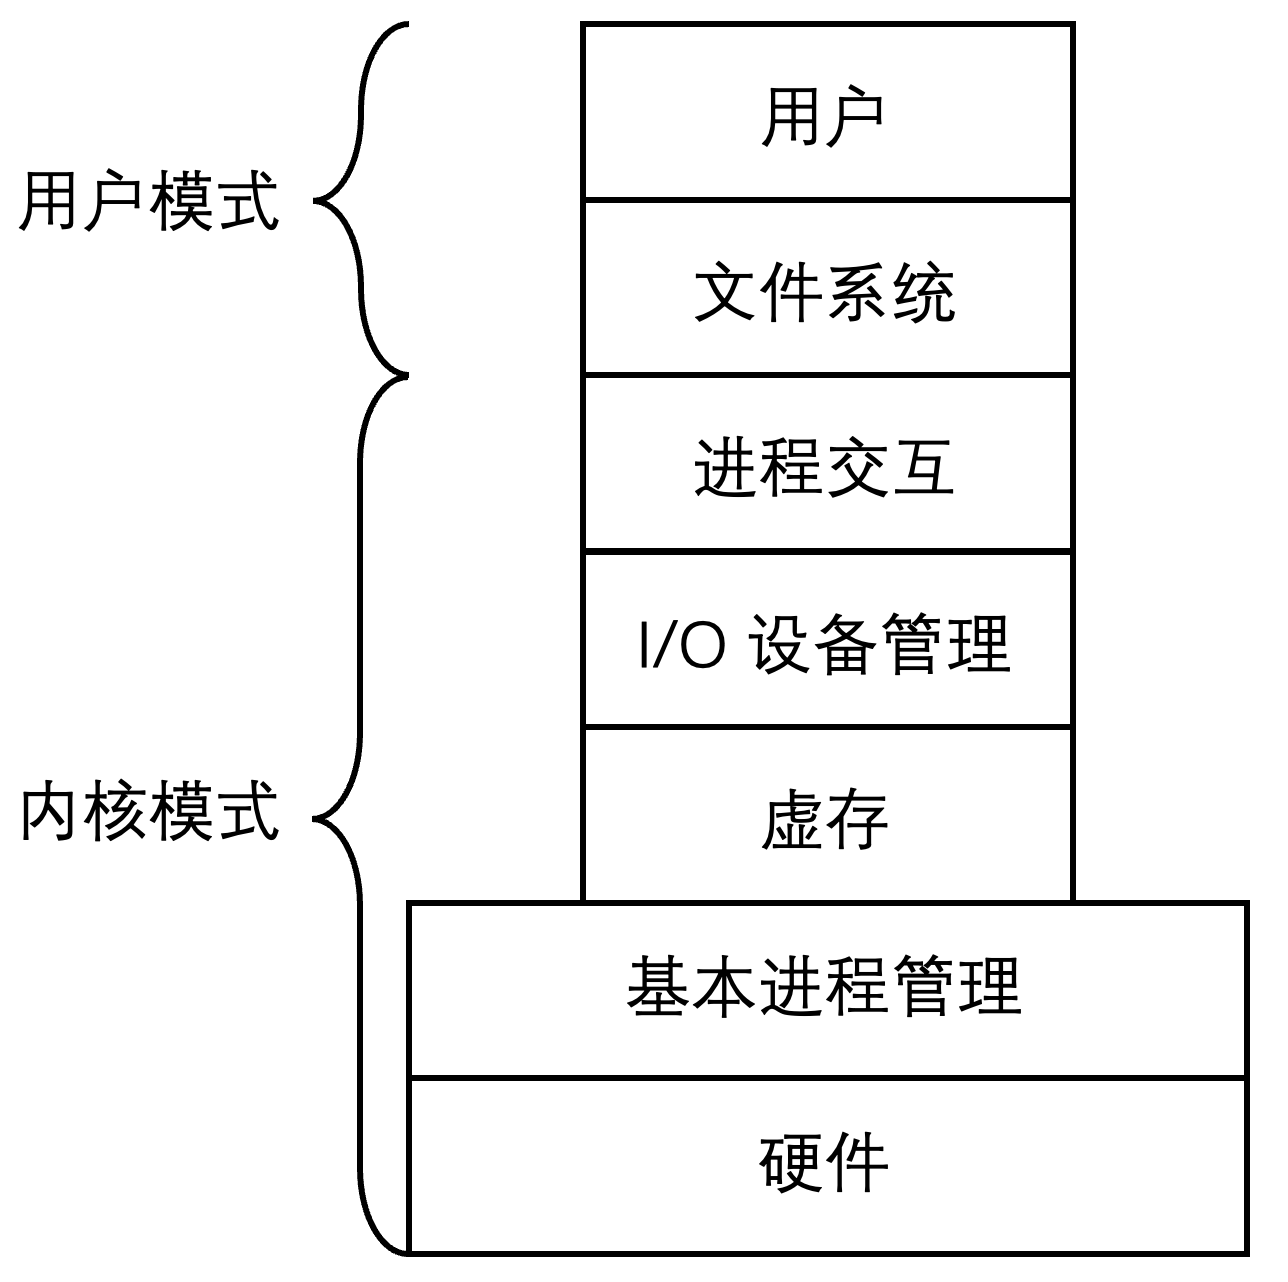 用户
用户模式
文件系统
进程交互
I/O 设备管理
内核模式
虚存
基本进程管理
硬件